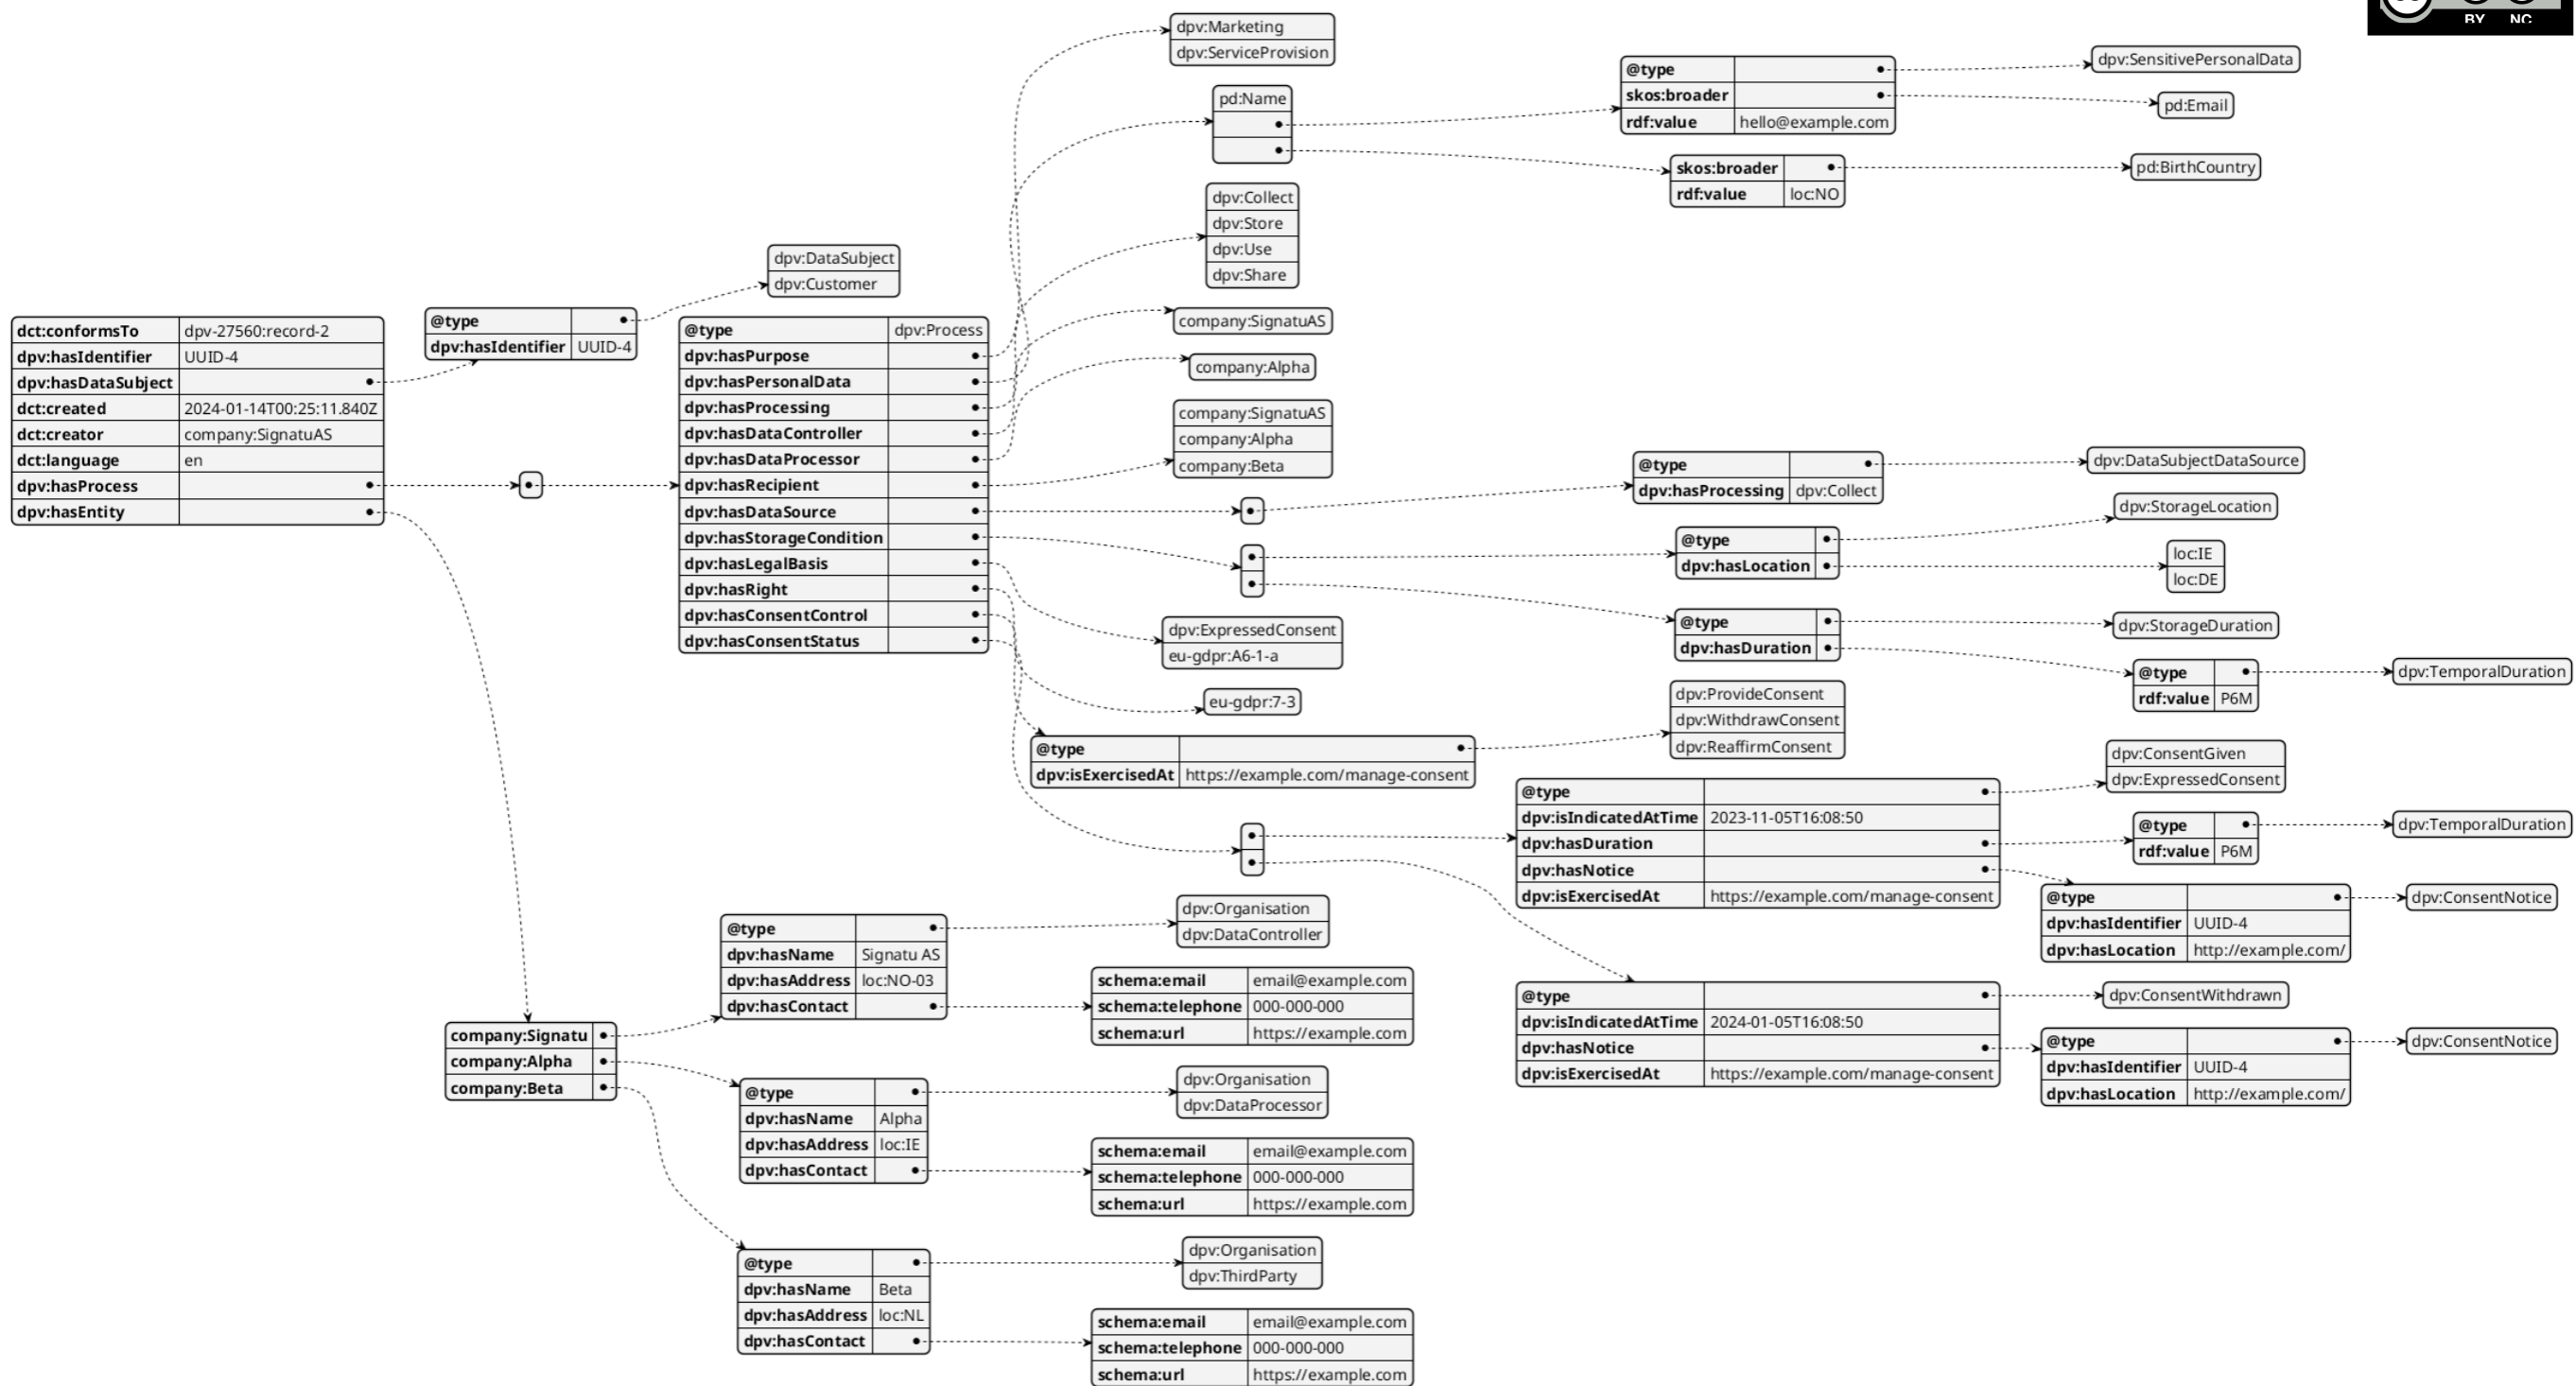 BY NC
dct:conformsTo dpv-27560:record-2
dpv:hasIdentifier UUID-4
dpv:hasDataSubject
dct:created 2024-01-14T00:25:11.840Z
dct:creator company:SignatuAS
dct:language en
dpv:hasProcess
dpv:hasEntity
@type
dpv:hasIdentifier UUID-4
dpv:DataSubject
dpv:Customer
@type dpv:Process
dpv:hasPurpose
dpv:hasPersonalData
dpv:hasProcessing
dpv:hasDataController
dpv:hasDataProcessor
dpv:hasRecipient
dpv:hasDataSource
dpv:hasStorageCondition
dpv:hasLegalBasis
dpv:hasRight
dpv:hasConsentControl
dpv:hasConsentStatus
dpv:Marketing
dpv:ServiceProvision
pd:Name
@type
skos:broader
rdf:value hello@example.com
dpv:SensitivePersonalData
pd:Email
skos:broader
rdf:value loc:NO
pd:BirthCountry
dpv:Collect
dpv:Store
dpv:Use
dpv:Share
company:SignatuAS
company:Alpha
company:SignatuAS
company:Alpha
company:Beta
@type
dpv:hasProcessing dpv:Collect
dpv:DataSubjectDataSource
@type
dpv:hasLocation
dpv:StorageLocation
loc:IE
loc:DE
@type
dpv:hasDuration
dpv:StorageDuration
@type
rdf:value P6M
dpv:TemporalDuration
dpv:ExpressedConsent
eu-gdpr:A6-1-a
eu-gdpr:7-3
@type
dpv:isExercisedAt https://example.com/manage-consent
dpv:ProvideConsent
dpv:WithdrawConsent
dpv:ReaffirmConsent
@type
dpv:isIndicatedAtTime 2023-11-05T16:08:50
dpv:hasDuration
dpv:hasNotice
dpv:isExercisedAt https://example.com/manage-consent
dpv:ConsentGiven
dpv:ExpressedConsent
@type
rdf:value P6M
dpv:TemporalDuration
@type
dpv:hasIdentifier UUID-4
dpv:hasLocation http://example.com/
dpv:ConsentNotice
@type
dpv:isIndicatedAtTime 2024-01-05T16:08:50
dpv:hasNotice
dpv:isExercisedAt https://example.com/manage-consent
dpv:ConsentWithdrawn
@type
dpv:hasIdentifier UUID-4
dpv:hasLocation http://example.com/
dpv:ConsentNotice
company:Signatu
company:Alpha
company:Beta
@type
dpv:hasName Signatu AS
dpv:hasAddress loc:NO-03
dpv:hasContact
dpv:Organisation
dpv:DataController
schema:email email@example.com
schema:telephone 000-000-000
schema:url https://example.com
@type
dpv:hasName Alpha
dpv:hasAddress loc:IE
dpv:hasContact
dpv:Organisation
dpv:DataProcessor
schema:email email@example.com
schema:telephone 000-000-000
schema:url https://example.com
@type
dpv:hasName Beta
dpv:hasAddress loc:NL
dpv:hasContact
dpv:Organisation
dpv:ThirdParty
schema:email email@example.com
schema:telephone 000-000-000
schema:url https://example.com